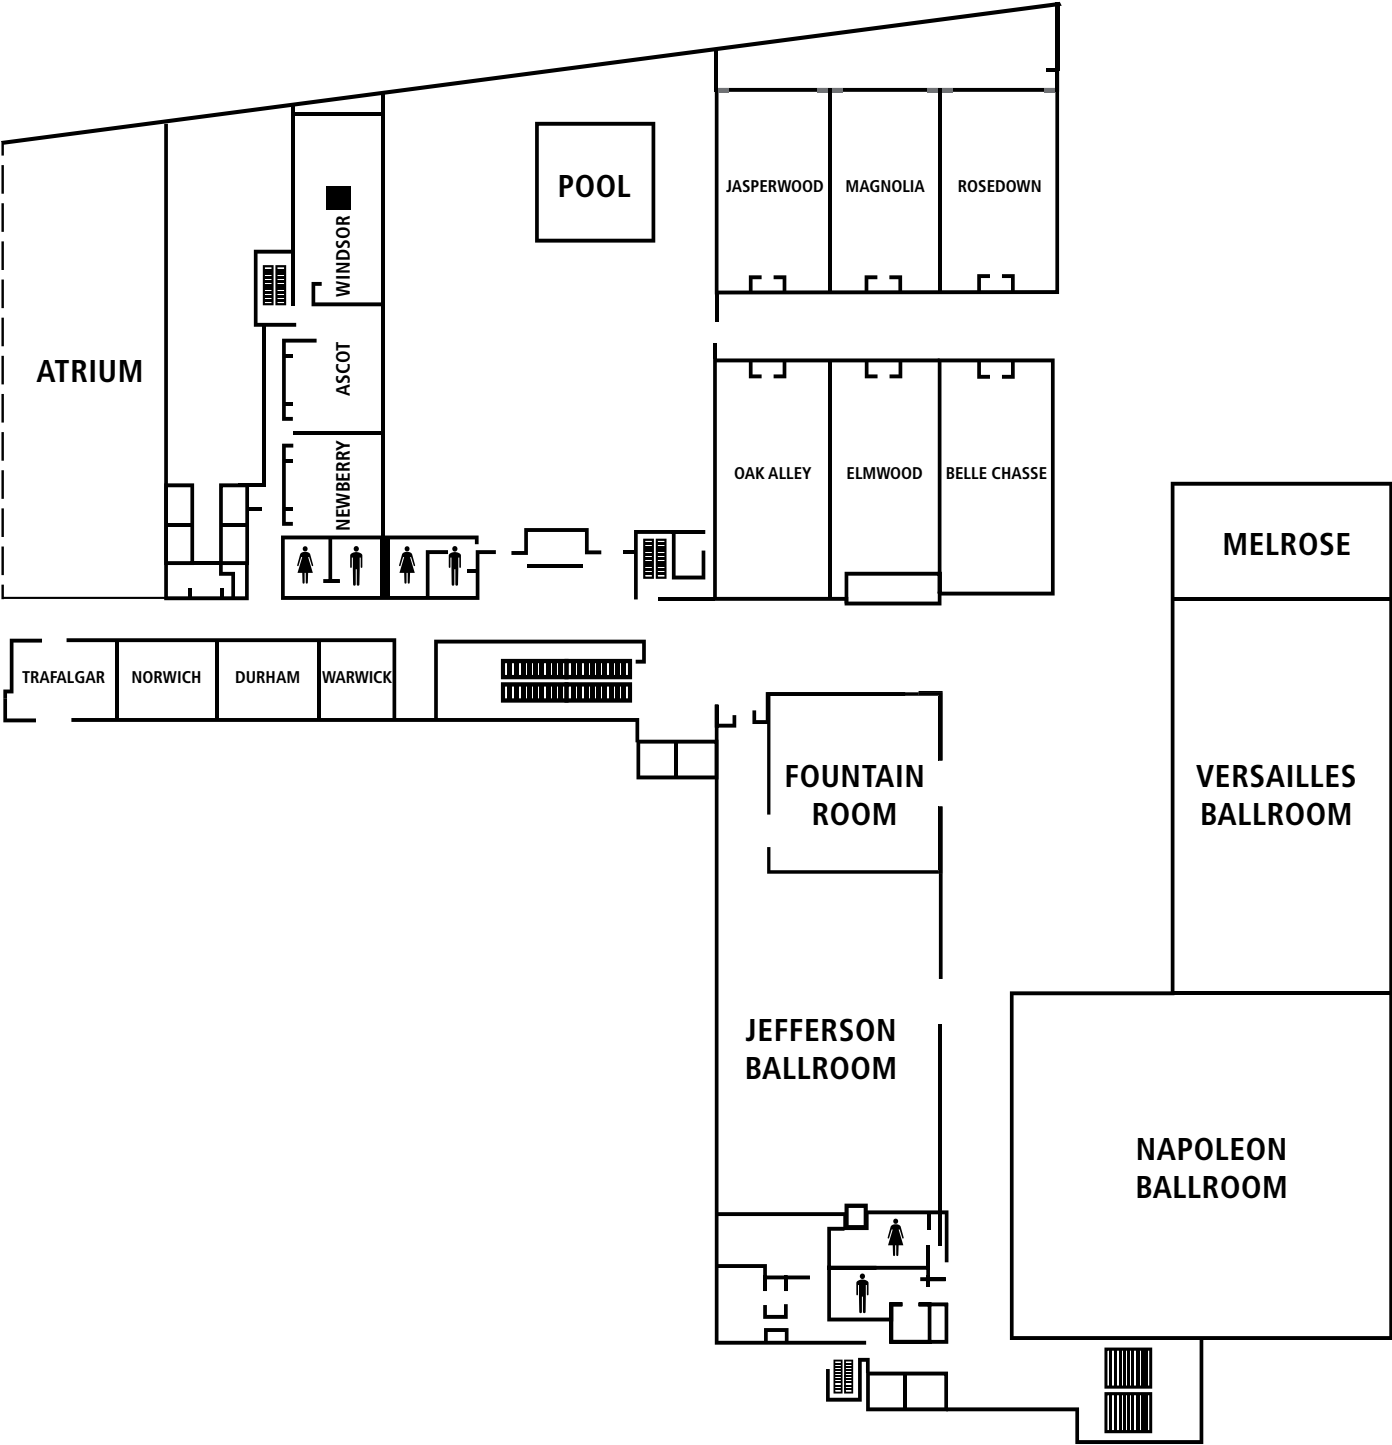 POOL
JASPERWOOD
MAGNOLIA
ROSEDOWN
WINDSOR
ATRIUM
ASCOT
NEWBERRY
OAK ALLEY
ELMWOOD
BELLE CHASSE
MELROSE
TRAFALGAR
NORWICH
DURHAM
WARWICK
FOUNTAIN
ROOM
VERSAILLES
BALLROOM
JEFFERSON
BALLROOM
NAPOLEON
BALLROOM